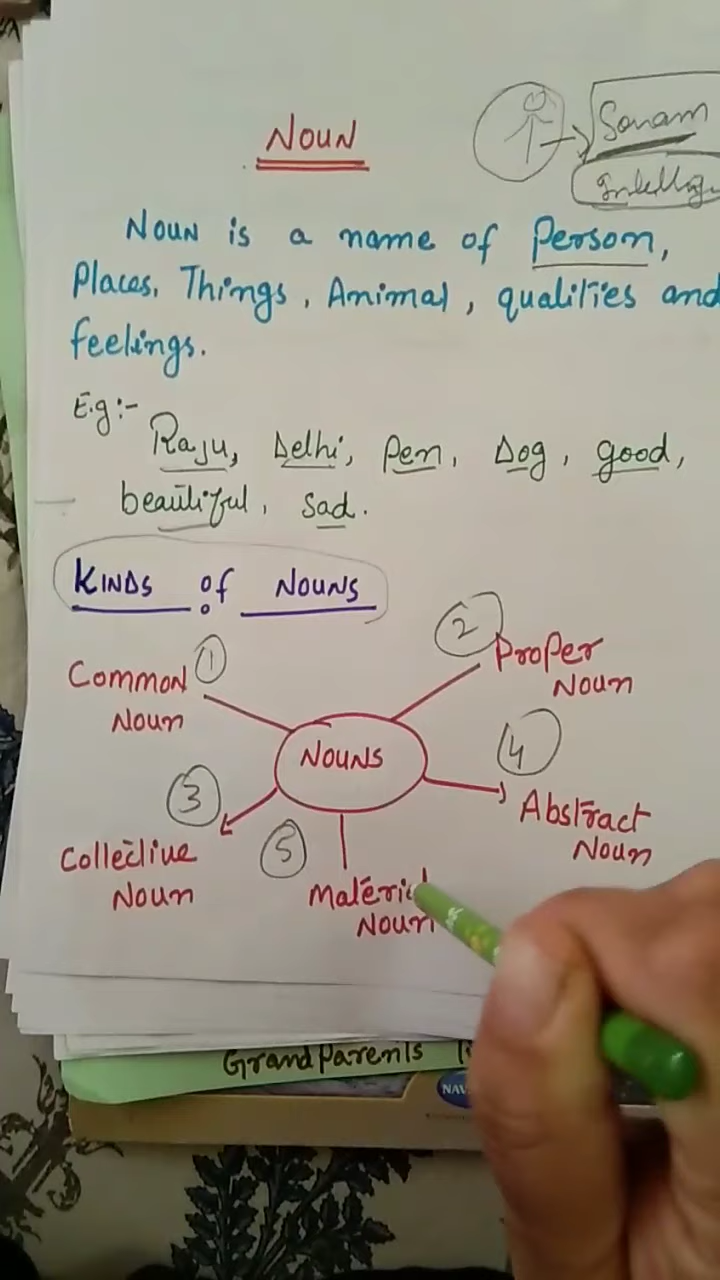 NOUN
Sonam
NOUN is a name of Person,
Places, Things, Animal, qualities and
feelings.
E.g:-
Raju, Delhi, Pen, Dog, good,
beautiful, sad.
KINDS of NOUNS
1
2
Common
Noun
Proper
Noun
NOUNS
4
3
Abstract
Noun
Collective
Noun
5
Material
Noun
GrandParents
NAV